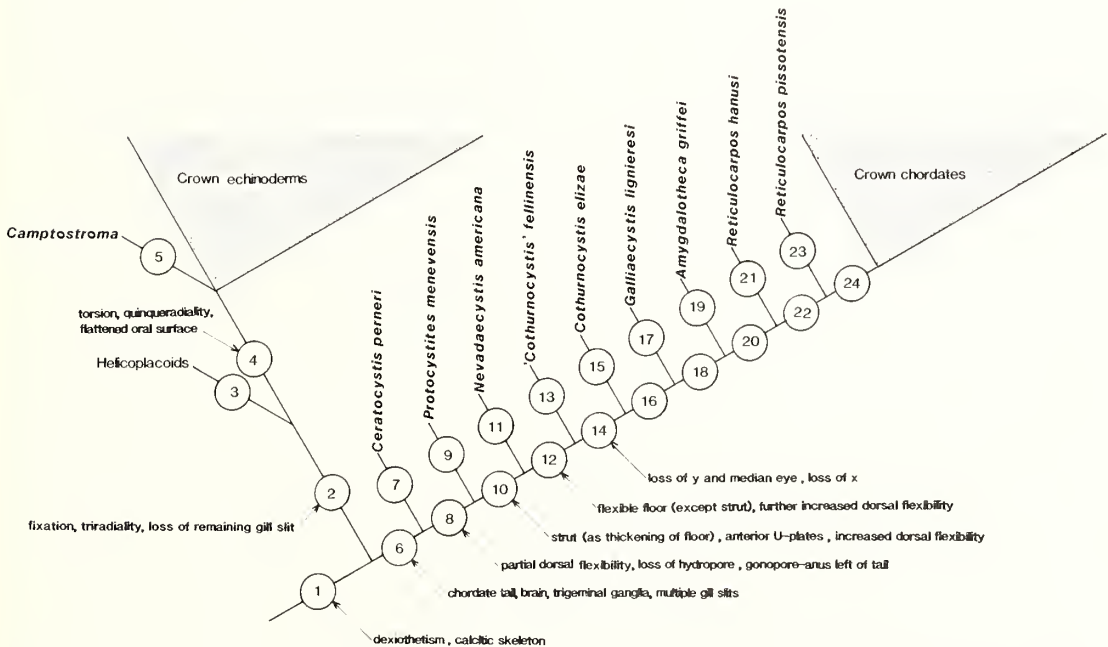 Crown echinoderms
Camptostroma
5
torsion, quinqueradiality,
flattened oral surface
4
Helicoplacoids
3
2
fixation, triradiality, loss of remaining gill slit
1
dexiothetism, calcitic skeleton
6
chordate tail, brain, trigeminal ganglia, multiple gill slits
Ceratocystis perneri
7
8
partial dorsal flexibility, loss of hydropore, gonopore-anus left of tail
Protocystites menevensis
9
10
strut (as thickening of floor), anterior U-plates, increased dorsal flexibility
Nevadaecystis americana
11
12
flexible floor (except strut), further increased dorsal flexibility
'Cothurnocystis' fellinensis
13
14
loss of y and median eye, loss of x
Cothurnocystis elizae
15
16
Galliaecystis lignieresi
17
18
Amygdalotheca griffei
19
20
Reticulocarpos hanusi
21
22
Reticulocarpos pissotensis
23
24
Crown chordates